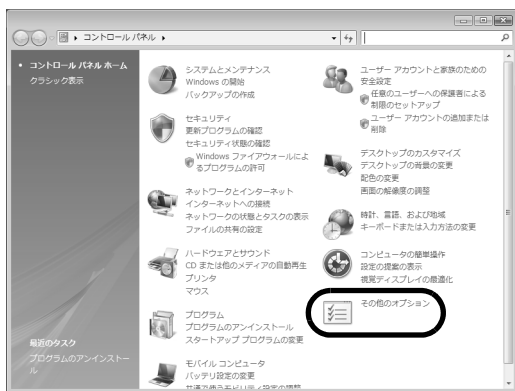 コントロール パネル
コントロール パネル ホーム
クラシック表示
システムとメンテナンス
Windows の開始
バックアップの作成
セキュリティ
更新プログラムの確認
セキュリティ状態の確認
Windows ファイアウォールによ
るプログラムの許可
ネットワークとインターネット
インターネットへの接続
ネットワークの状態とタスクの表示
ファイルの共有の設定
ハードウェアとサウンド
CD または他のメディアの自動再生
プリンタ
マウス
プログラム
プログラムのアンインストール
スタートアップ プログラムの変更
モバイル コンピュータ
バッテリ設定の変更
共通で使うモビリティ設定の調整
ユーザー アカウントと家族のための
安全設定
任意のユーザーへの保護者による
制限のセットアップ
ユーザー アカウントの追加または
削除
デスクトップのカスタマイズ
デスクトップの背景の変更
配色の変更
画面の解像度の調整
時計、言語、および地域
キーボードまたは入力方法の変更
コンピュータの簡単操作
設定の提案の表示
視覚ディスプレイの最適化
その他のオプション
最近のタスク
プログラムのアンインストー
ル